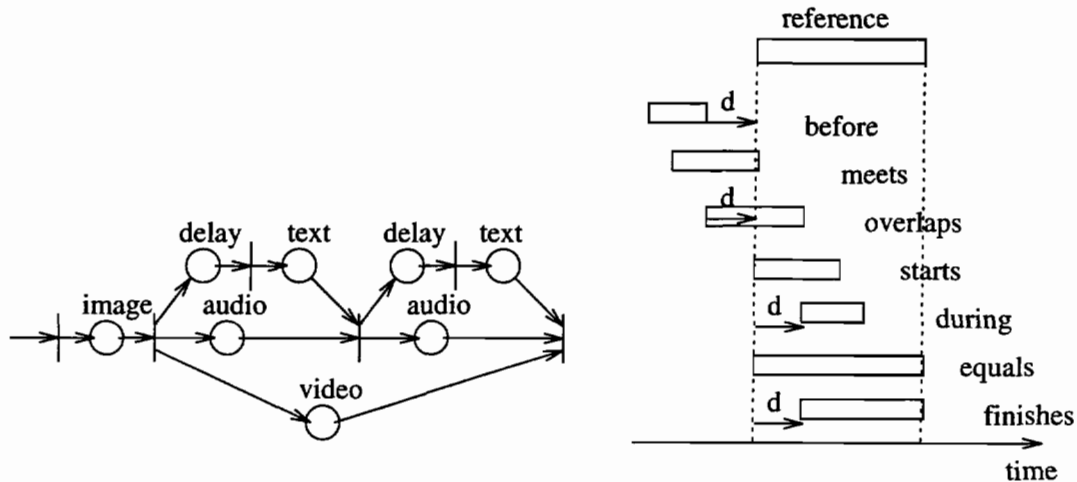 delay text delay text
image audio audio
video
reference
d
before
meets
d
overlaps
starts
d
during
equals
d
finishes
time